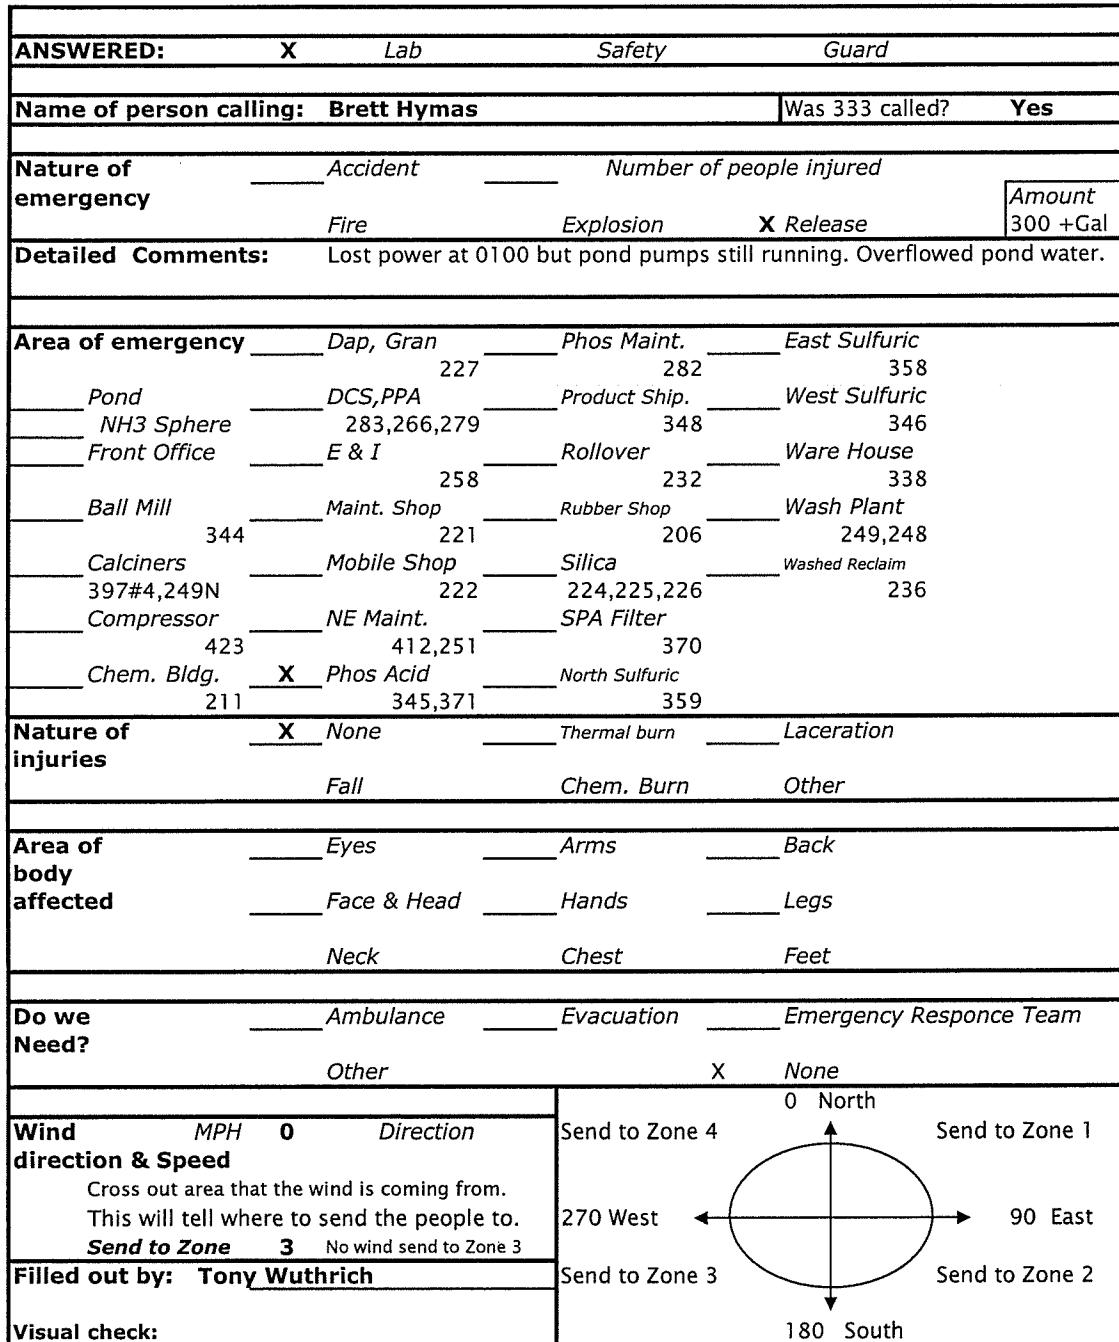 ANSWERED: X Lab Safety Guard
Name of person calling: Brett Hymas Was 333 called? Yes
Nature of Accident Number of people injured
emergency Amount
Fire Explosion X Release 300 +Gal
Detailed Comments: Lost power at 0100 but pond pumps still running. Overflowed pond water.
Area of emergency Dap, Gran Phos Maint. East Sulfuric
227 282 358
Pond DCS,PPA Product Ship. West Sulfuric
NH3 Sphere 283,266,279 348 346
Front Office E & I Rollover Ware House
258 232 338
Ball Mill Maint. Shop Rubber Shop Wash Plant
344 221 206 249,248
Calciners Mobile Shop Silica Washed Reclaim
397#4,249N 222 224,225,226 236
Compressor NE Maint. SPA Filter
423 412,251 370
Chem. Bldg. X Phos Acid North Sulfuric
211 345,371 359
Nature of X None Thermal burn Laceration
injuries
Fall Chem. Burn Other
Area of Eyes Arms Back
body
affected Face & Head Hands Legs
Neck Chest Feet
Do we Ambulance Evacuation Emergency Responce Team
Need?
Other X None
0 North
Wind MPH 0 Direction Send to Zone 4 Send to Zone 1
direction & Speed
Cross out area that the wind is coming from.
This will tell where to send the people to. 270 West 90 East
Send to Zone 3 No wind send to Zone 3
Filled out by: Tony Wuthrich Send to Zone 3 Send to Zone 2
Visual check: 180 South